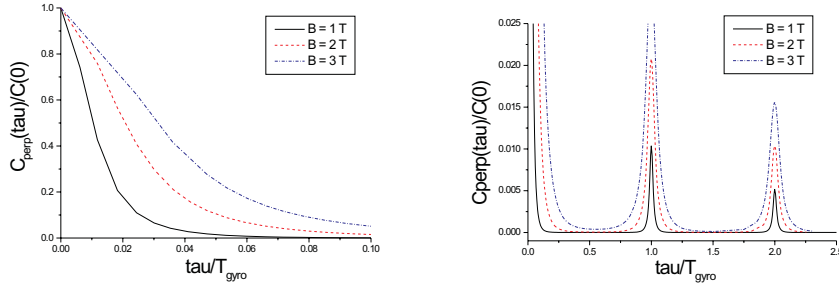 1.0
0.8
0.6
0.4
0.2
0.0
C_perp(tau)/C(0)
B = 1 T
B = 2 T
B = 3 T
0.00
0.02
0.04
0.06
0.08
0.10
tau/T_gyro
0.025
0.020
0.015
0.010
0.005
0.000
Cperp(tau)/C(0)
B = 1 T
B = 2 T
B = 3 T
0.0
0.5
1.0
1.5
2.0
2.5
tau/T_gyro